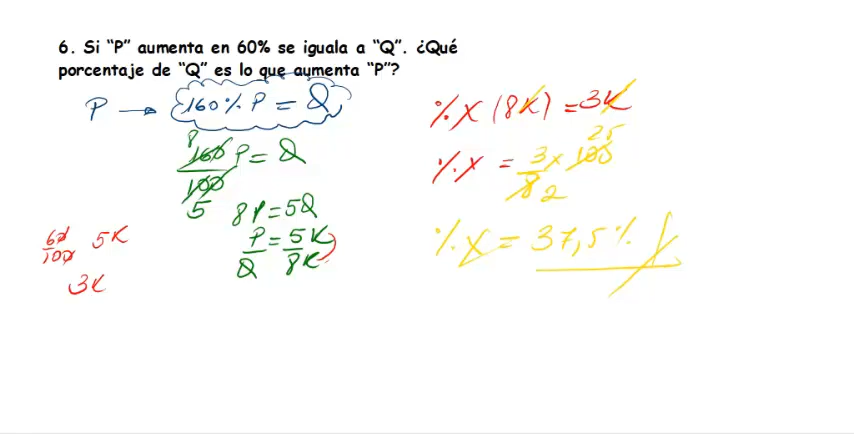 6. Si “P” aumenta en 60% se iguala a “Q”. ¿Qué
porcentaje de “Q” es lo que aumenta “P”?
P → 160% P = Q
160/100 P = Q
8
5
8P = 5Q
P/Q = 5K/8K
60/100 5K
3K
%X (8K) = 3K
%X = 3/8 x 100
25
2
%X = 37,5%